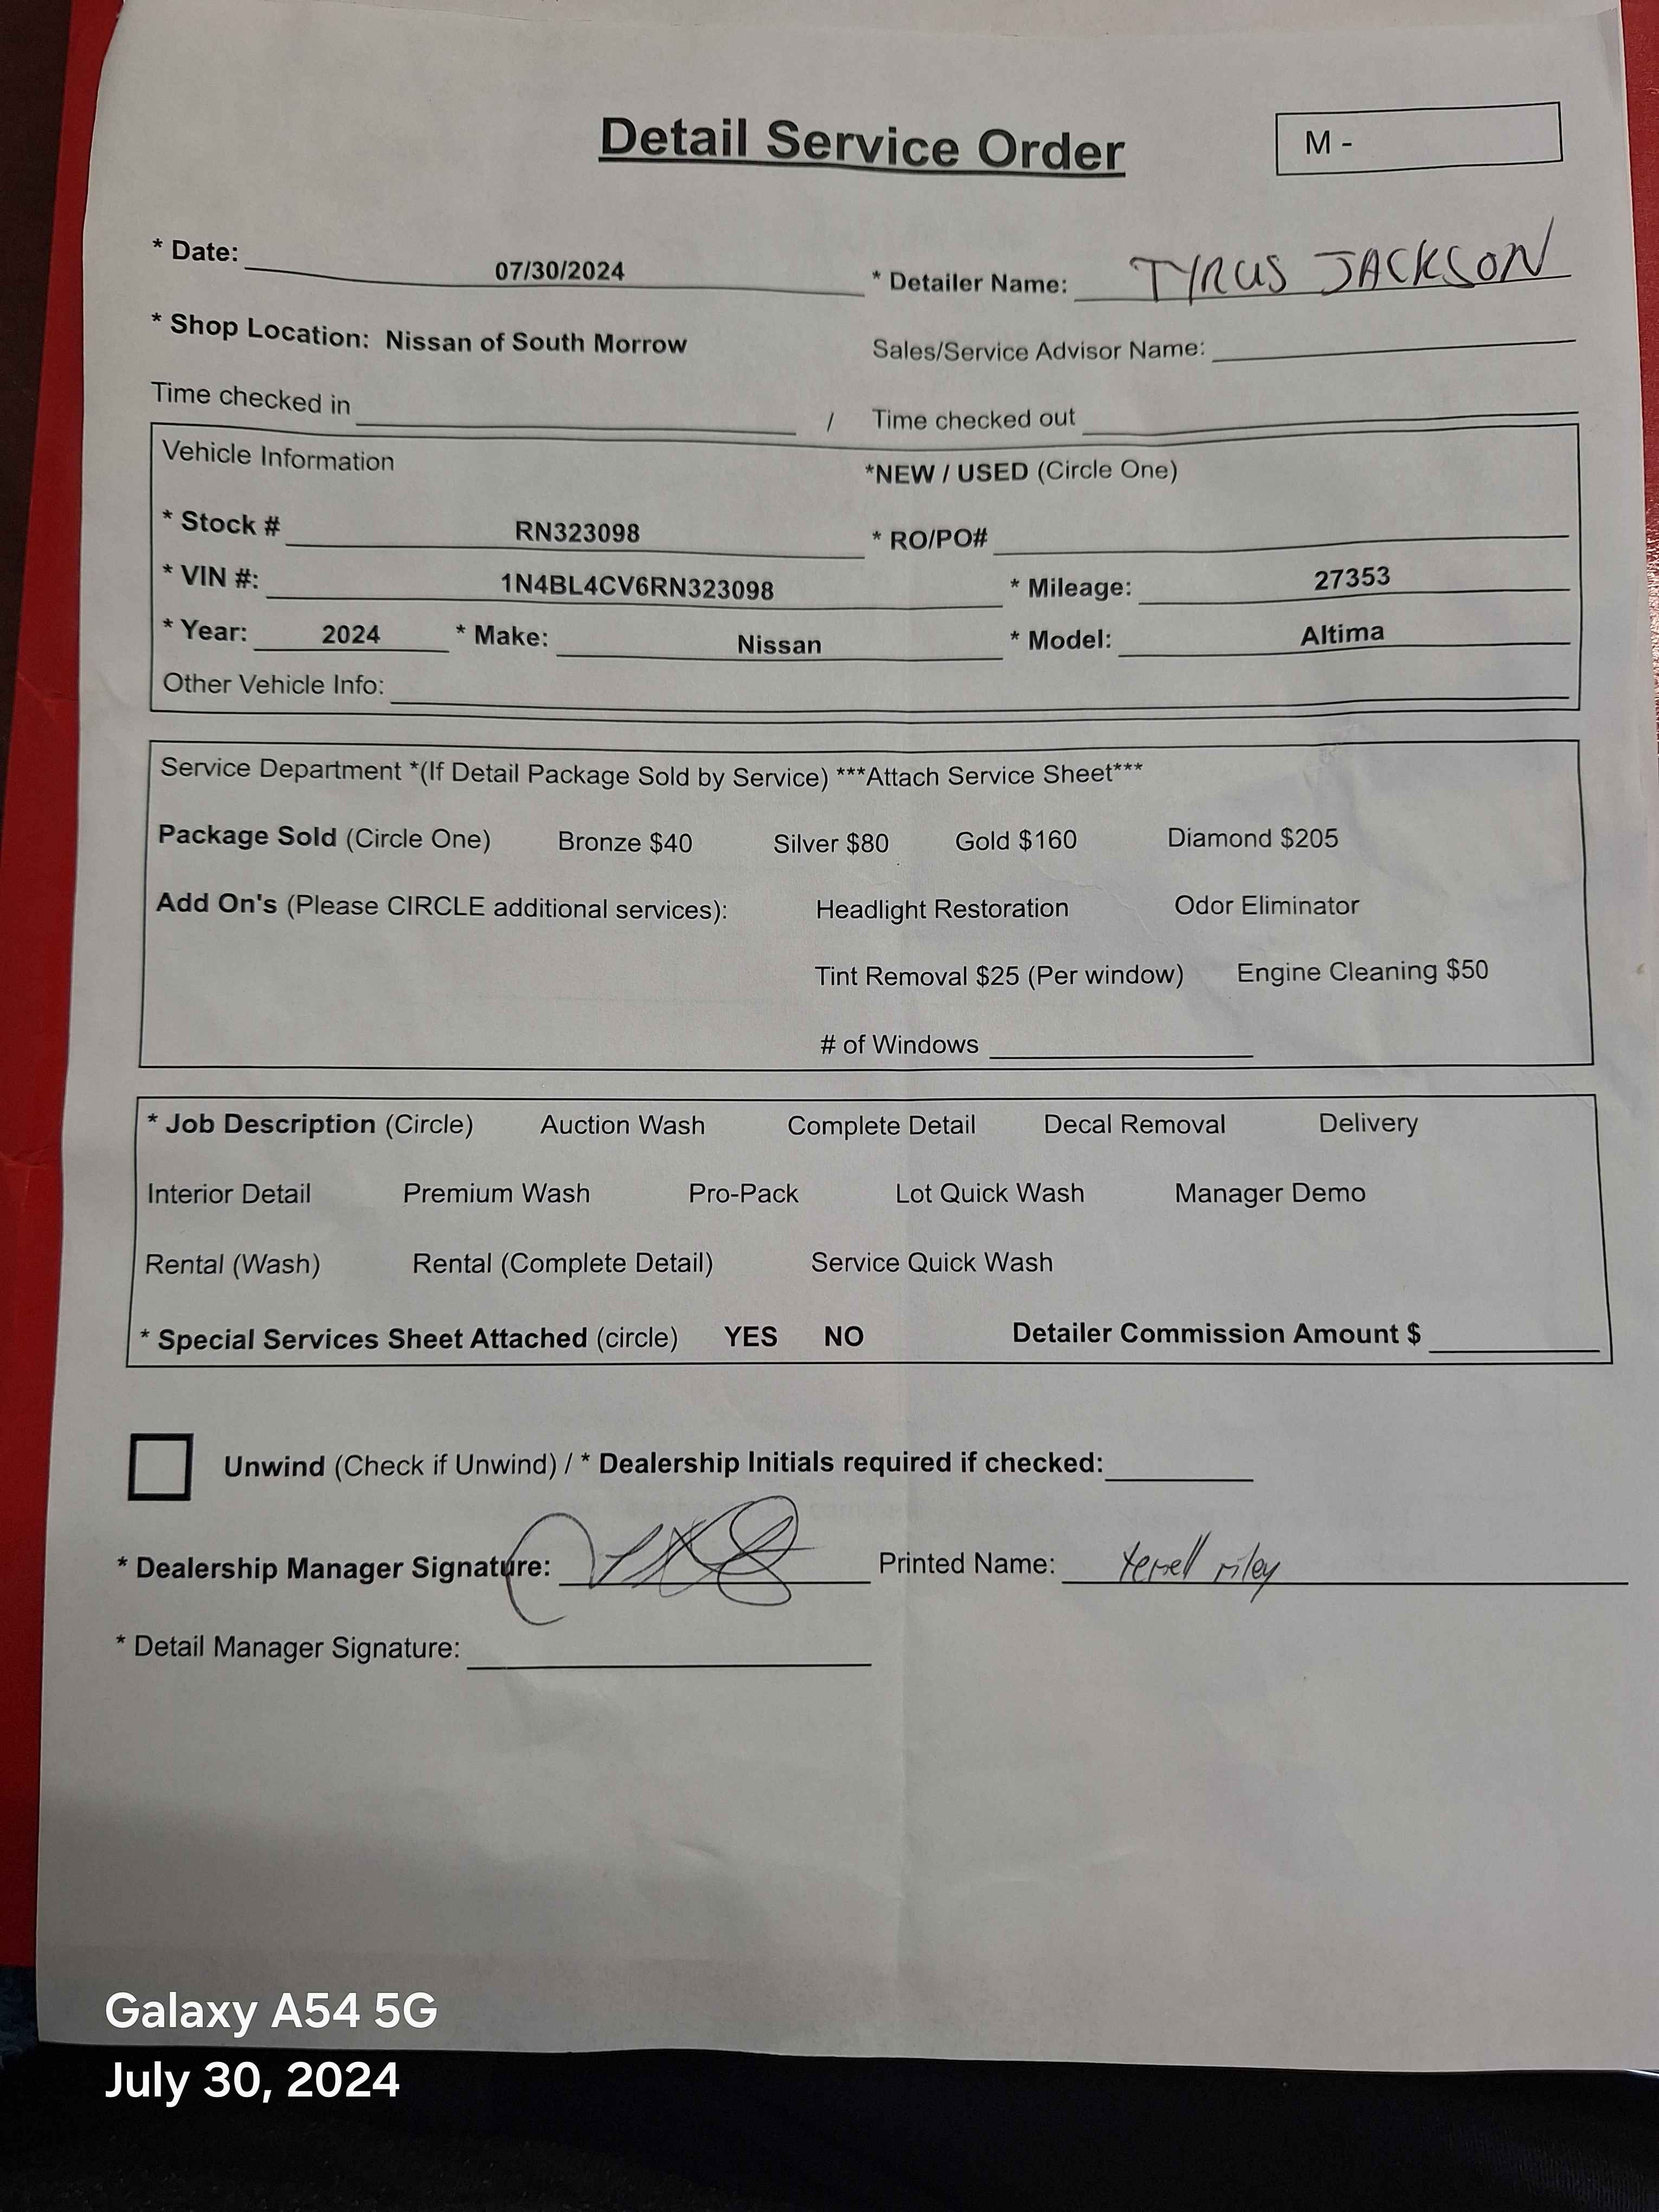 Detail Service Order
M -
* Date: 07/30/2024
* Detailer Name: TYRUS JACKSON
* Shop Location: Nissan of South Morrow
Sales/Service Advisor Name:
Time checked in / Time checked out
Vehicle Information
*NEW / USED (Circle One)
* Stock # RN323098
* RO/PO#
* VIN #: 1N4BL4CV6RN323098 * Mileage: 27353
* Year: 2024 * Make: Nissan * Model: Altima
Other Vehicle Info:
Service Department *(If Detail Package Sold by Service) ***Attach Service Sheet***
Package Sold (Circle One) Bronze $40 Silver $80 Gold $160 Diamond $205
Add On's (Please CIRCLE additional services): Headlight Restoration Odor Eliminator
Tint Removal $25 (Per window) Engine Cleaning $50
# of Windows
* Job Description (Circle) Auction Wash Complete Detail Decal Removal Delivery
Interior Detail Premium Wash Pro-Pack Lot Quick Wash Manager Demo
Rental (Wash) Rental (Complete Detail) Service Quick Wash
* Special Services Sheet Attached (circle) YES NO Detailer Commission Amount $
Unwind (Check if Unwind) / * Dealership Initials required if checked:
* Dealership Manager Signature: Printed Name: terrell riley
* Detail Manager Signature:
Galaxy A54 5G
July 30, 2024